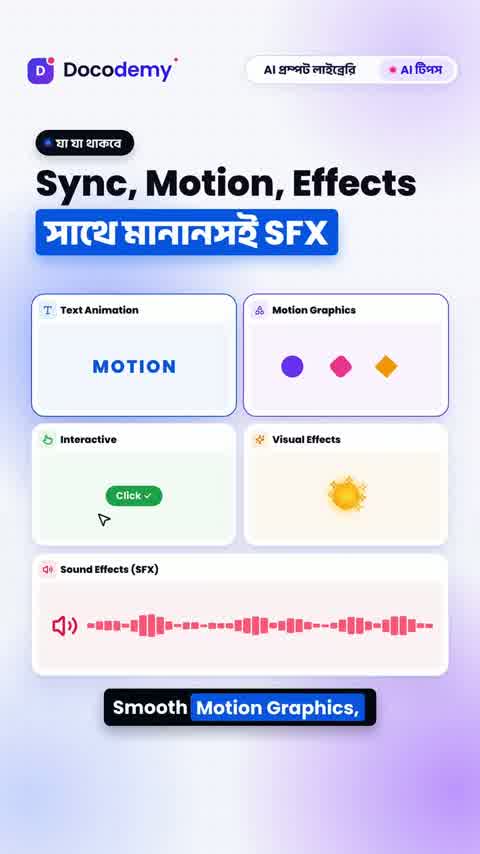 D Docodemy
AI প্রম্পট লাইব্রেরি
AI টিপস
যা যা থাকবে
Sync, Motion, Effects
সাথে মানানসই SFX
Text Animation
MOTION
Motion Graphics
Interactive
Click ✓
Visual Effects
Sound Effects (SFX)
Smooth Motion Graphics,